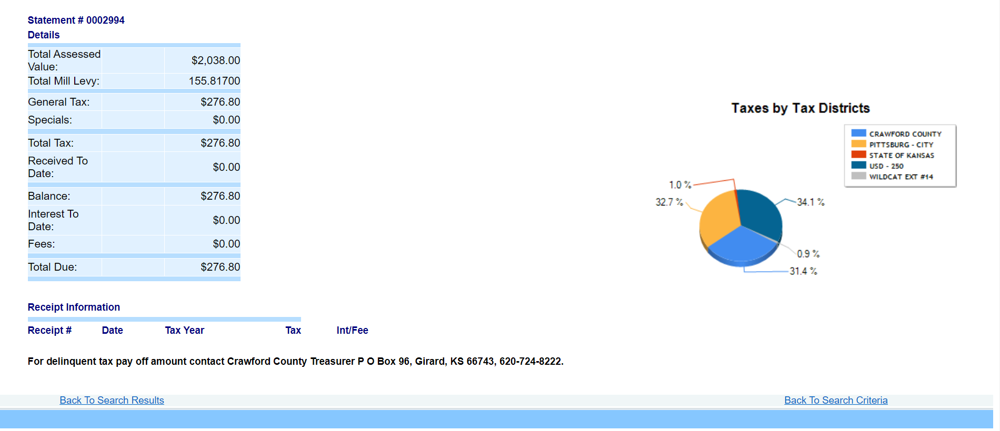 Statement # 0002994
Details
Total Assessed
Value: $2,038.00
Total Mill Levy: 155.81700
General Tax: $276.80
Specials: $0.00
Total Tax: $276.80
Received To
Date: $0.00
Balance: $276.80
Interest To
Date: $0.00
Fees: $0.00
Total Due: $276.80
Taxes by Tax Districts
CRAWFORD COUNTY
PITTSBURG - CITY
STATE OF KANSAS
USD - 250
WILDCAT EXT #14
1.0 %
32.7 %
34.1 %
0.9 %
31.4 %
Receipt Information
Receipt # Date Tax Year Tax Int/Fee
For delinquent tax pay off amount contact Crawford County Treasurer P O Box 96, Girard, KS 66743, 620-724-8222.
Back To Search Results Back To Search Criteria